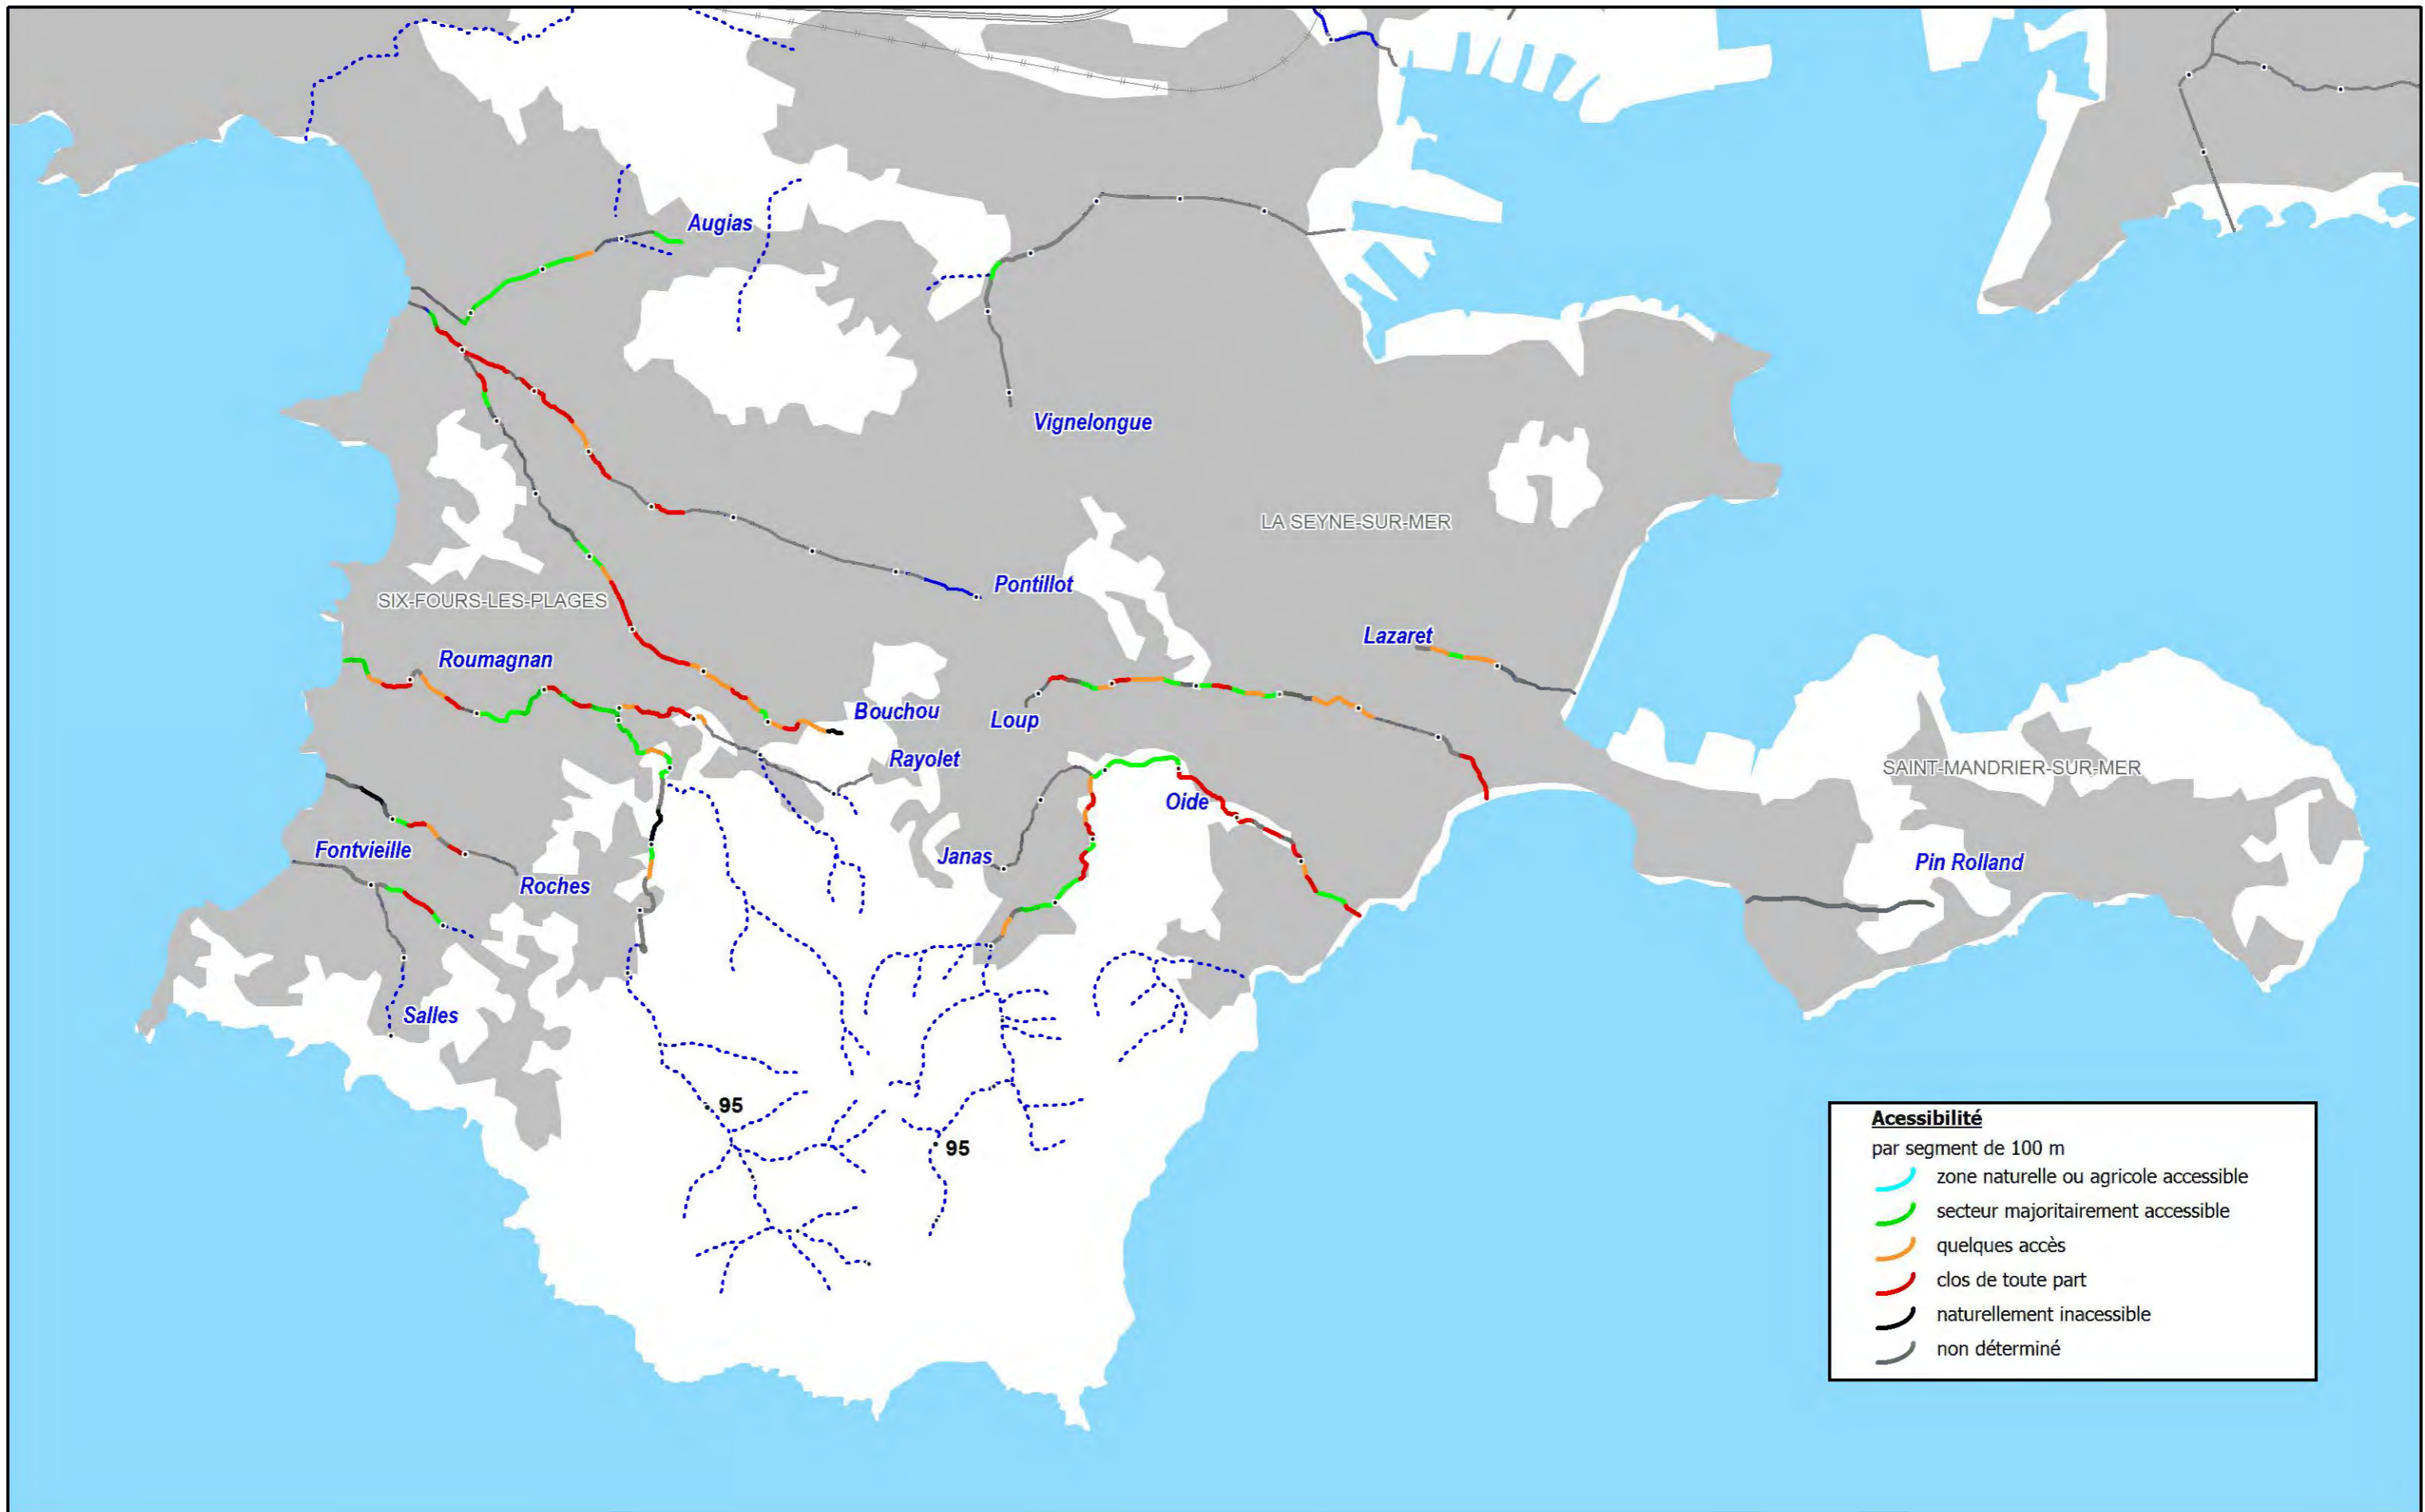 Augias
Vignelongue
LA SEYNE-SUR-MER
Pontillot
SIX-FOURS-LES-PLAGES
Lazaret
Roumagnan
Bouchou
Loup
Rayolet
SAINT-MANDRIER-SUR-MER
Oide
Fontvieille
Janas
Pin Rolland
Roches
Salles
95
95
Acessibilité
par segment de 100 m
zone naturelle ou agricole accessible
secteur majoritairement accessible
quelques accès
clos de toute part
naturellement inacessible
non déterminé